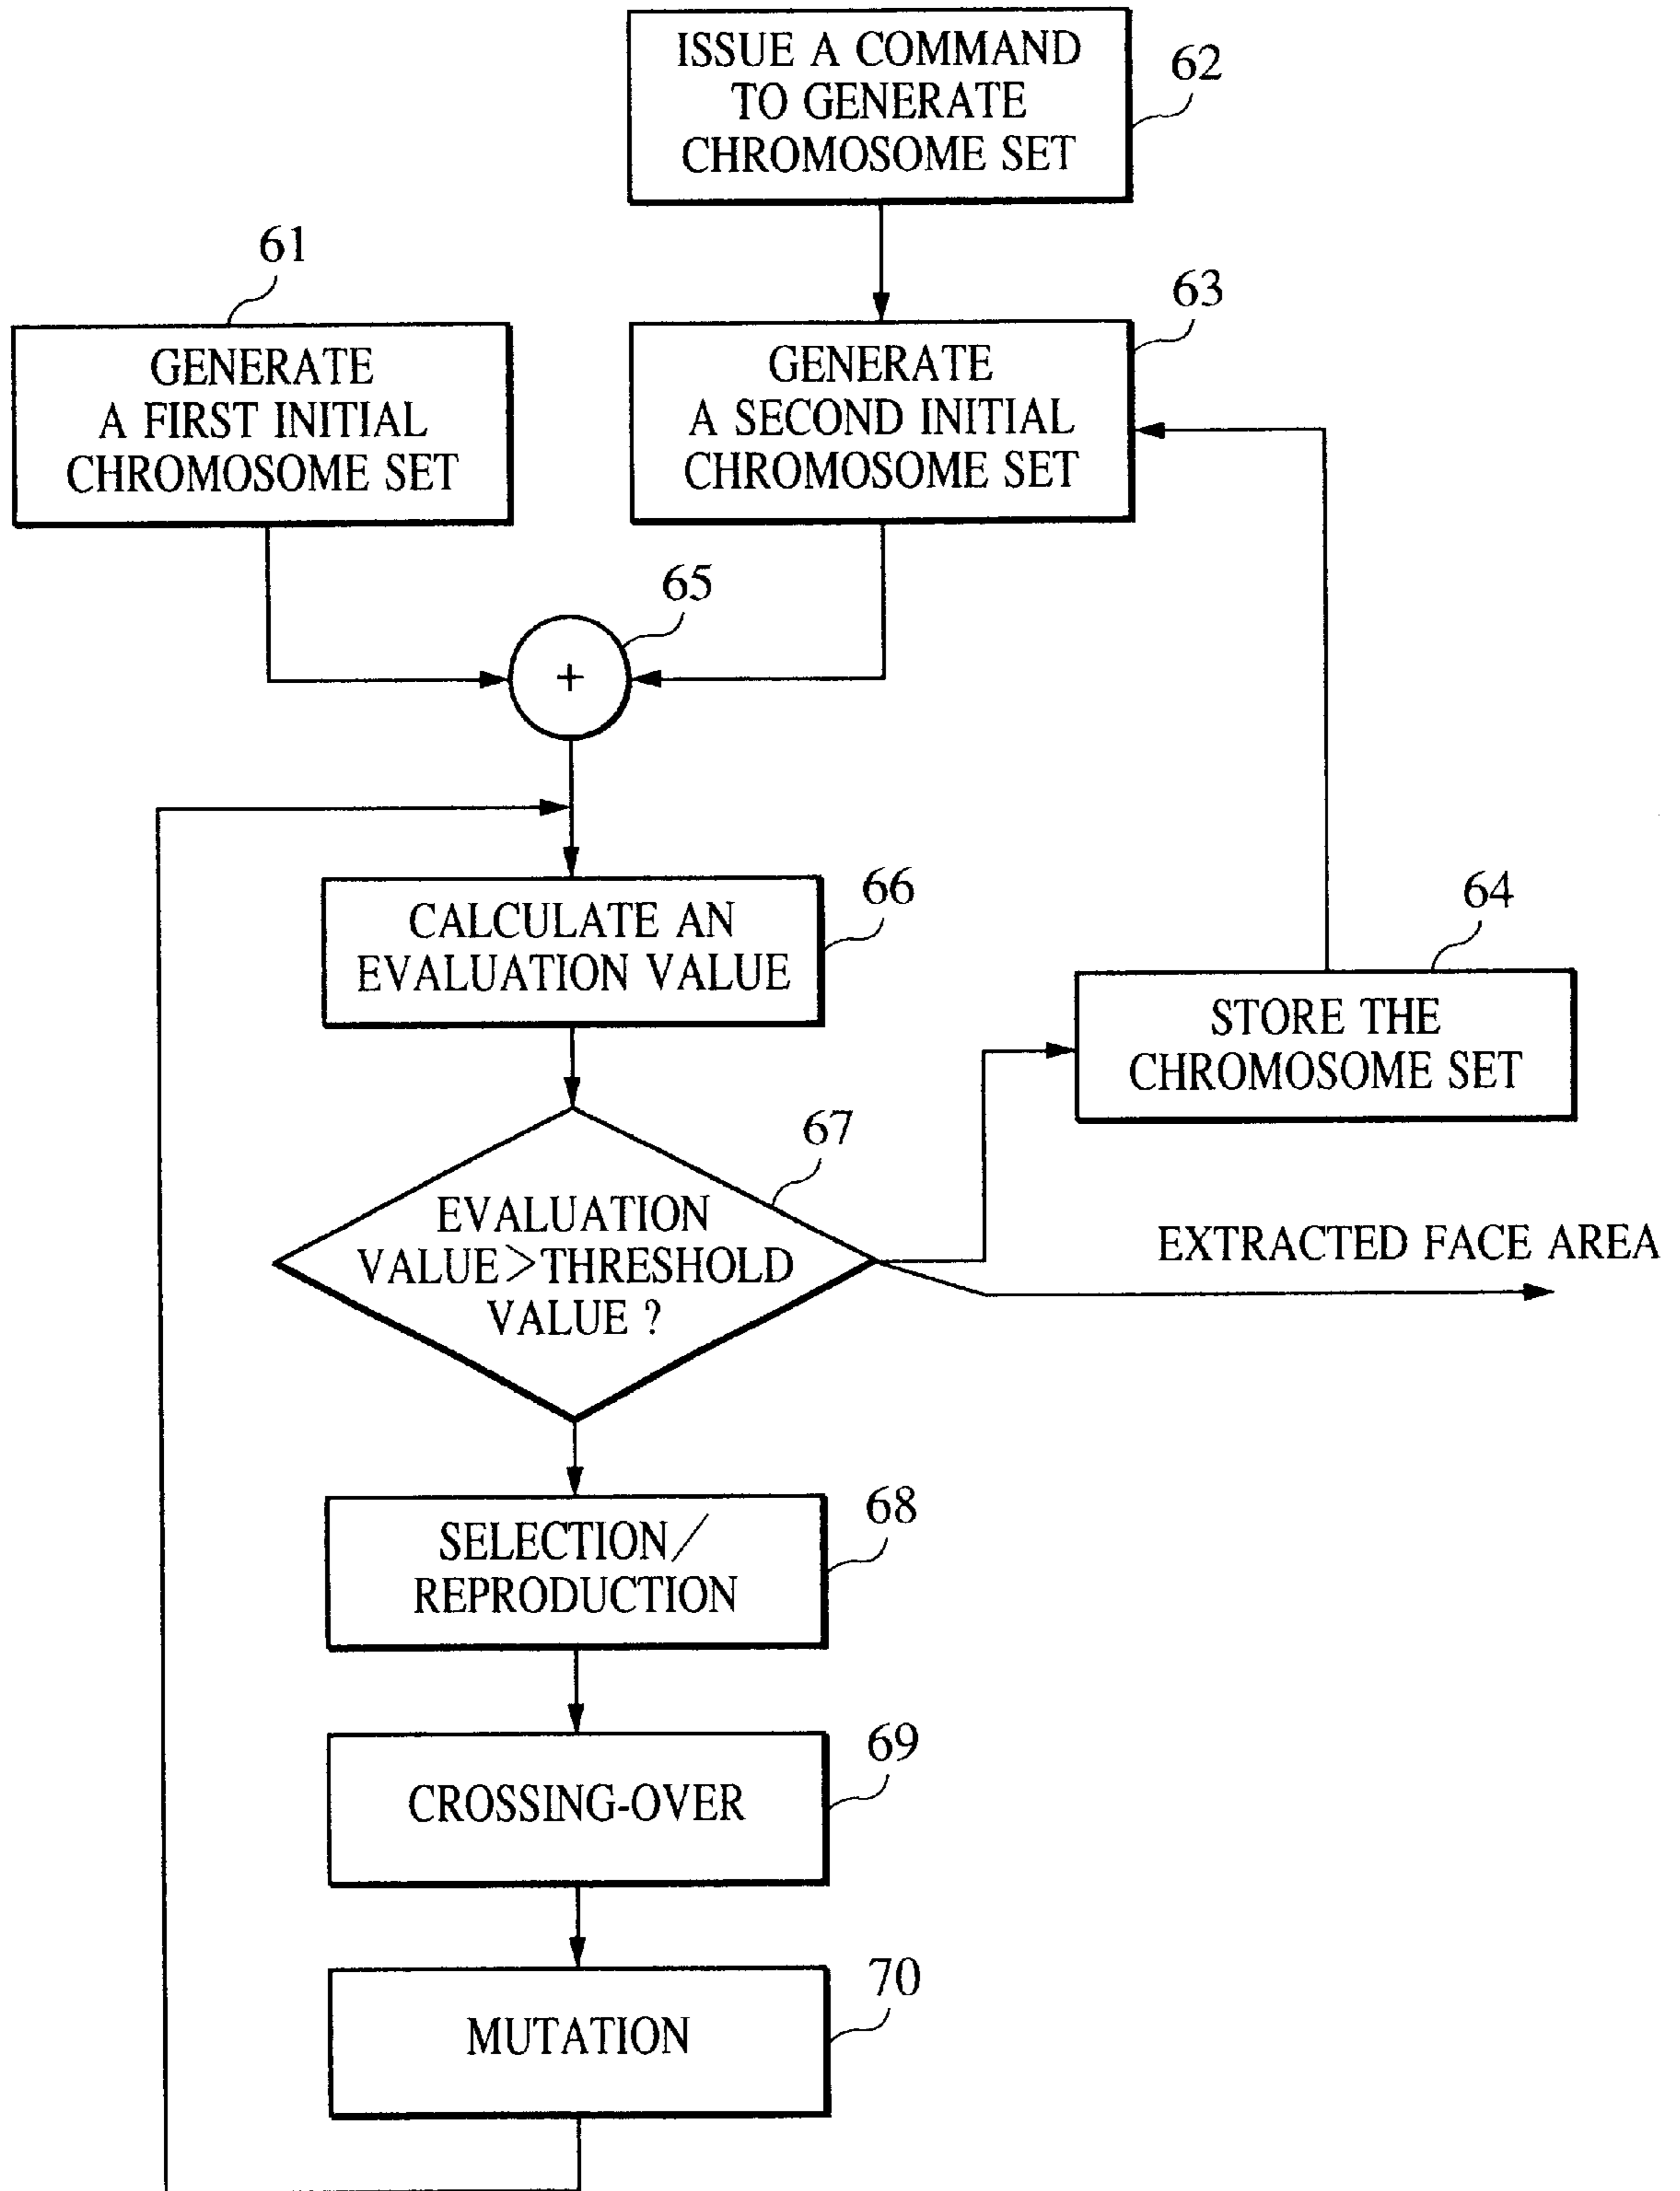 ISSUE A COMMAND
TO GENERATE
CHROMOSOME SET
62
61
GENERATE
A FIRST INITIAL
CHROMOSOME SET
63
GENERATE
A SECOND INITIAL
CHROMOSOME SET
65
+
66
CALCULATE AN
EVALUATION VALUE
64
STORE THE
CHROMOSOME SET
67
EVALUATION
VALUE>THRESHOLD
VALUE ?
EXTRACTED FACE AREA
68
SELECTION/
REPRODUCTION
69
CROSSING-OVER
70
MUTATION